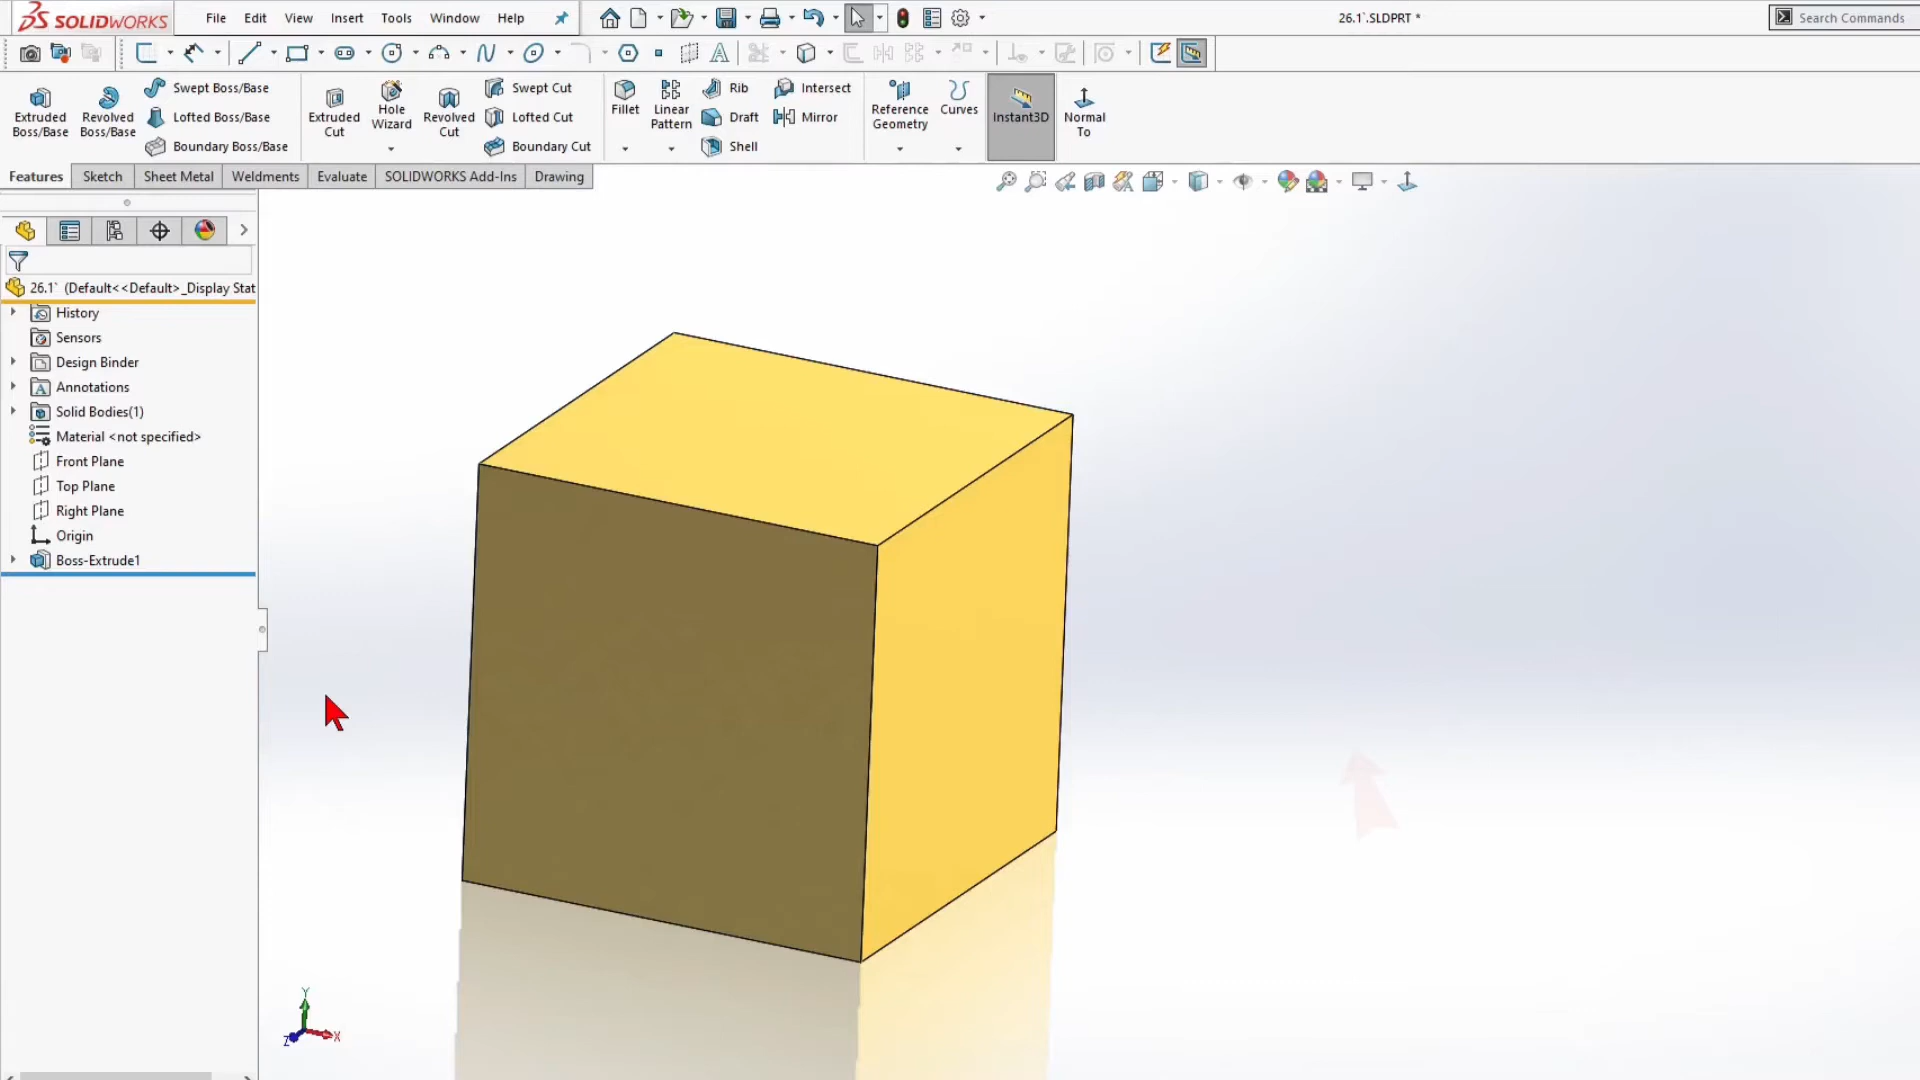 SOLIDWORKS File Edit View Insert Tools Window Help 26.1`.SLDPRT * Search Commands
Extruded Boss/Base
Revolved Boss/Base
Swept Boss/Base
Lofted Boss/Base
Boundary Boss/Base
Extruded Cut
Hole Wizard
Revolved Cut
Swept Cut
Lofted Cut
Boundary Cut
Fillet
Linear Pattern
Rib
Draft
Shell
Intersect
Mirror
Reference Geometry
Curves
Instant3D
Normal To
Features Sketch Sheet Metal Weldments Evaluate SOLIDWORKS Add-Ins Drawing
26.1` (Default<<Default>_Display Stat
History
Sensors
Design Binder
Annotations
Solid Bodies(1)
Material <not specified>
Front Plane
Top Plane
Right Plane
Origin
Boss-Extrude1
Y
Z X